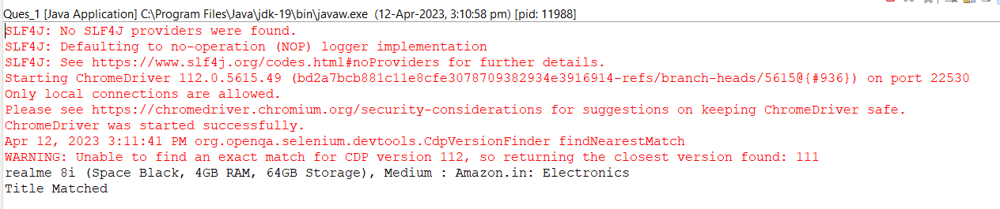 Ques_1 [Java Application] C:\Program Files\Java\jdk-19\bin\javaw.exe (12-Apr-2023, 3:10:58 pm) [pid: 11988]
SLF4J: No SLF4J providers were found.
SLF4J: Defaulting to no-operation (NOP) logger implementation
SLF4J: See https://www.slf4j.org/codes.html#noProviders for further details.
Starting ChromeDriver 112.0.5615.49 (bd2a7bcb881c11e8cfe3078709382934e3916914-refs/branch-heads/5615@{#936}) on port 22530
Only local connections are allowed.
Please see https://chromedriver.chromium.org/security-considerations for suggestions on keeping ChromeDriver safe.
ChromeDriver was started successfully.
Apr 12, 2023 3:11:41 PM org.openqa.selenium.devtools.CdpVersionFinder findNearestMatch
WARNING: Unable to find an exact match for CDP version 112, so returning the closest version found: 111
realme 8i (Space Black, 4GB RAM, 64GB Storage), Medium : Amazon.in: Electronics
Title Matched